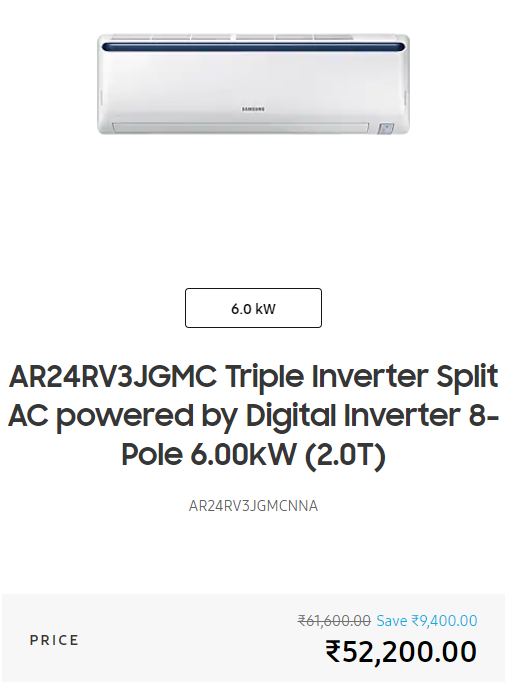 SAMSUNG
6.0 kW
AR24RV3JGMC Triple Inverter Split
AC powered by Digital Inverter 8-
Pole 6.00kW (2.0T)
AR24RV3JGMCNNA
₹61,600.00 Save ₹9,400.00
PRICE
₹52,200.00